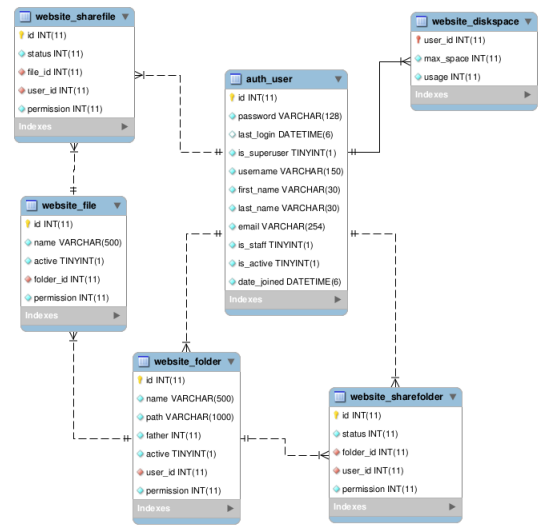 website_sharefile
id INT(11)
status INT(11)
file_id INT(11)
user_id INT(11)
permission INT(11)
Indexes
website_diskspace
user_id INT(11)
max_space INT(11)
usage INT(11)
Indexes
auth_user
id INT(11)
password VARCHAR(128)
last_login DATETIME(6)
is_superuser TINYINT(1)
username VARCHAR(150)
first_name VARCHAR(30)
last_name VARCHAR(30)
email VARCHAR(254)
is_staff TINYINT(1)
is_active TINYINT(1)
date_joined DATETIME(6)
Indexes
website_file
id INT(11)
name VARCHAR(500)
active TINYINT(1)
folder_id INT(11)
permission INT(11)
Indexes
website_folder
id INT(11)
name VARCHAR(500)
path VARCHAR(1000)
father INT(11)
active TINYINT(1)
user_id INT(11)
permission INT(11)
Indexes
website_sharefolder
id INT(11)
status INT(11)
folder_id INT(11)
user_id INT(11)
permission INT(11)
Indexes